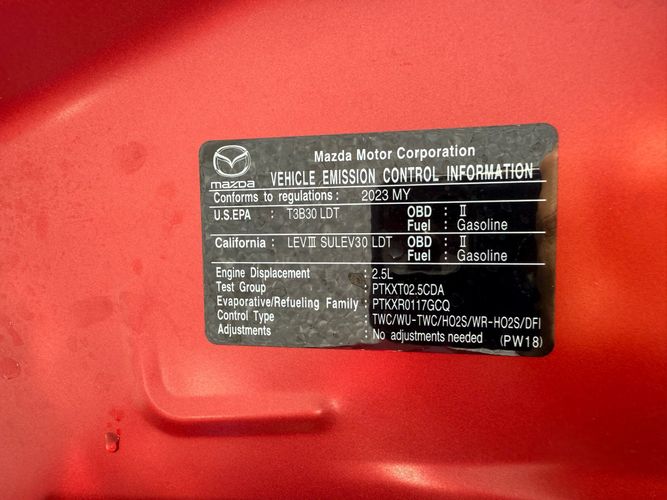 mazda
Mazda Motor Corporation
VEHICLE EMISSION CONTROL INFORMATION
Conforms to regulations : 2023 MY
U.S.EPA : T3B30 LDT OBD : II
Fuel : Gasoline
California : LEVIII SULEV30 LDT OBD : II
Fuel : Gasoline
Engine Displacement : 2.5L
Test Group : PTKXT02.5CDA
Evaporative/Refueling Family : PTKXR0117GCQ
Control Type : TWC/WU-TWC/HO2S/WR-HO2S/DFI
Adjustments : No adjustments needed (PW18)